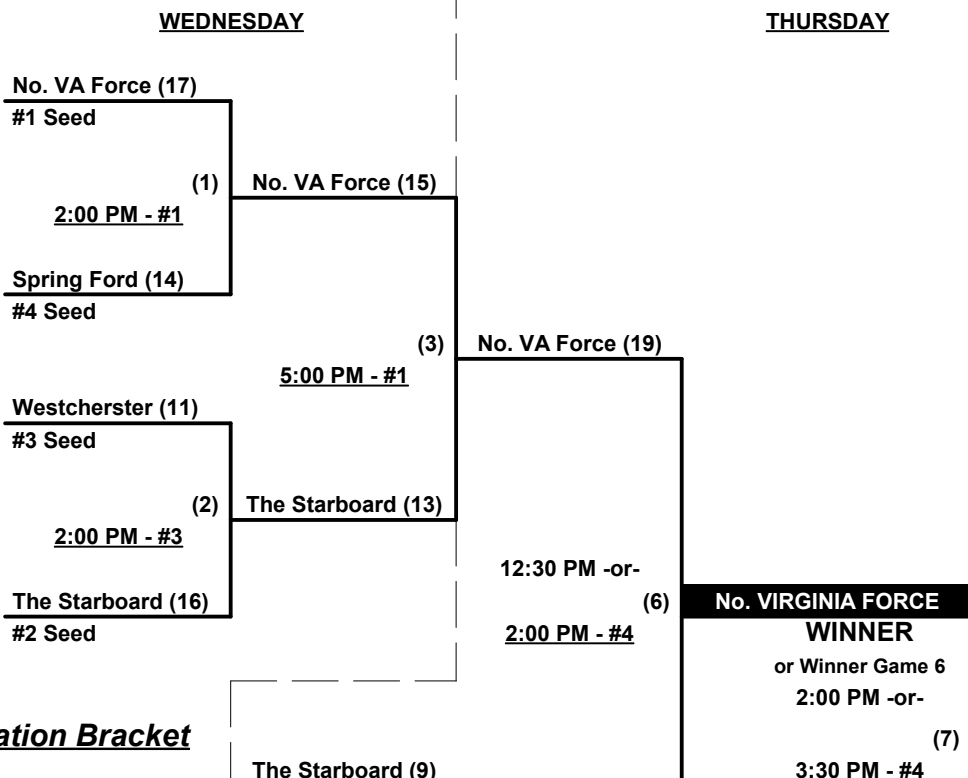 WEDNESDAY
THURSDAY
No. VA Force (17)
#1 Seed
(1)
No. VA Force (15)
2:00 PM - #1
Spring Ford (14)
#4 Seed
(3)
No. VA Force (19)
5:00 PM - #1
Westcherster (11)
#3 Seed
(2)
The Starboard (13)
2:00 PM - #3
12:30 PM -or-
The Starboard (16)
(6)
No. VIRGINIA FORCE
#2 Seed
2:00 PM - #4
WINNER
or Winner Game 6
2:00 PM -or-
ation Bracket
(7)
The Starboard (9)
3:30 PM - #4